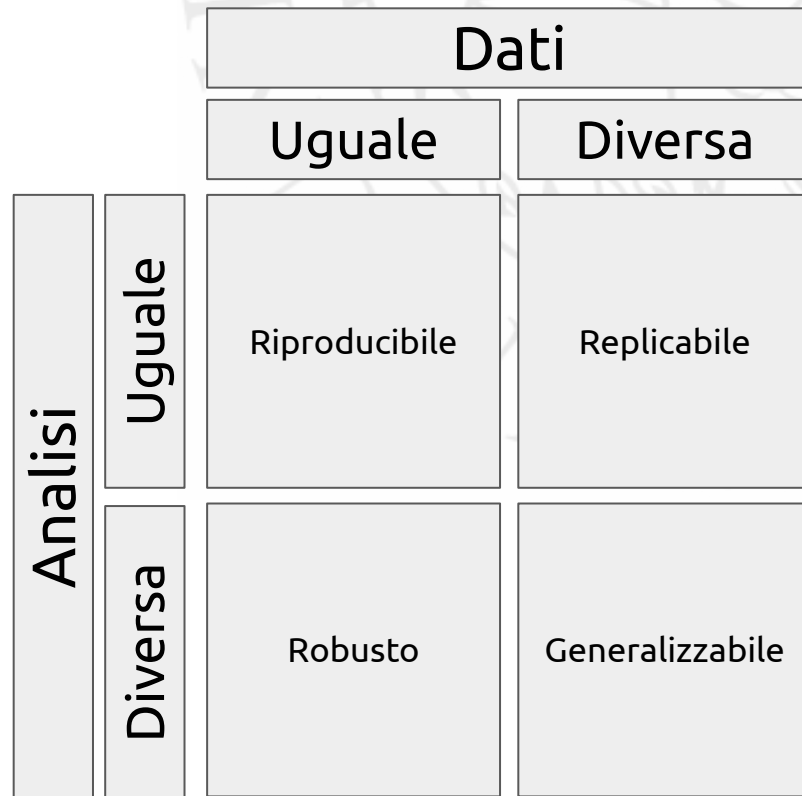 Dati
Uguale
Diversa
Analisi
Uguale
Riproducibile
Replicabile
Diversa
Robusto
Generalizzabile